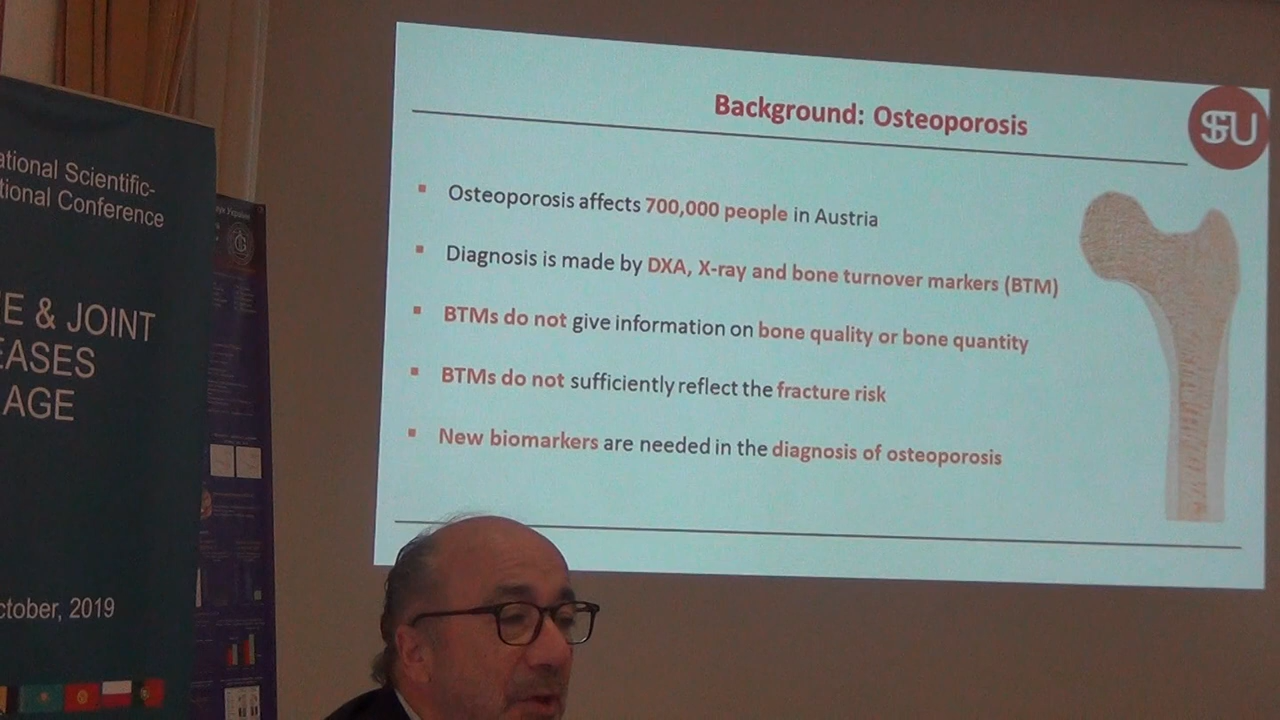 ational Scientific-
tional Conference
E & JOINT
EASES
AGE
ctober, 2019
Background: Osteoporosis
SFU
Osteoporosis affects 700,000 people in Austria
Diagnosis is made by DXA, X-ray and bone turnover markers (BTM)
BTMs do not give information on bone quality or bone quantity
BTMs do not sufficiently reflect the fracture risk
New biomarkers are needed in the diagnosis of osteoporosis